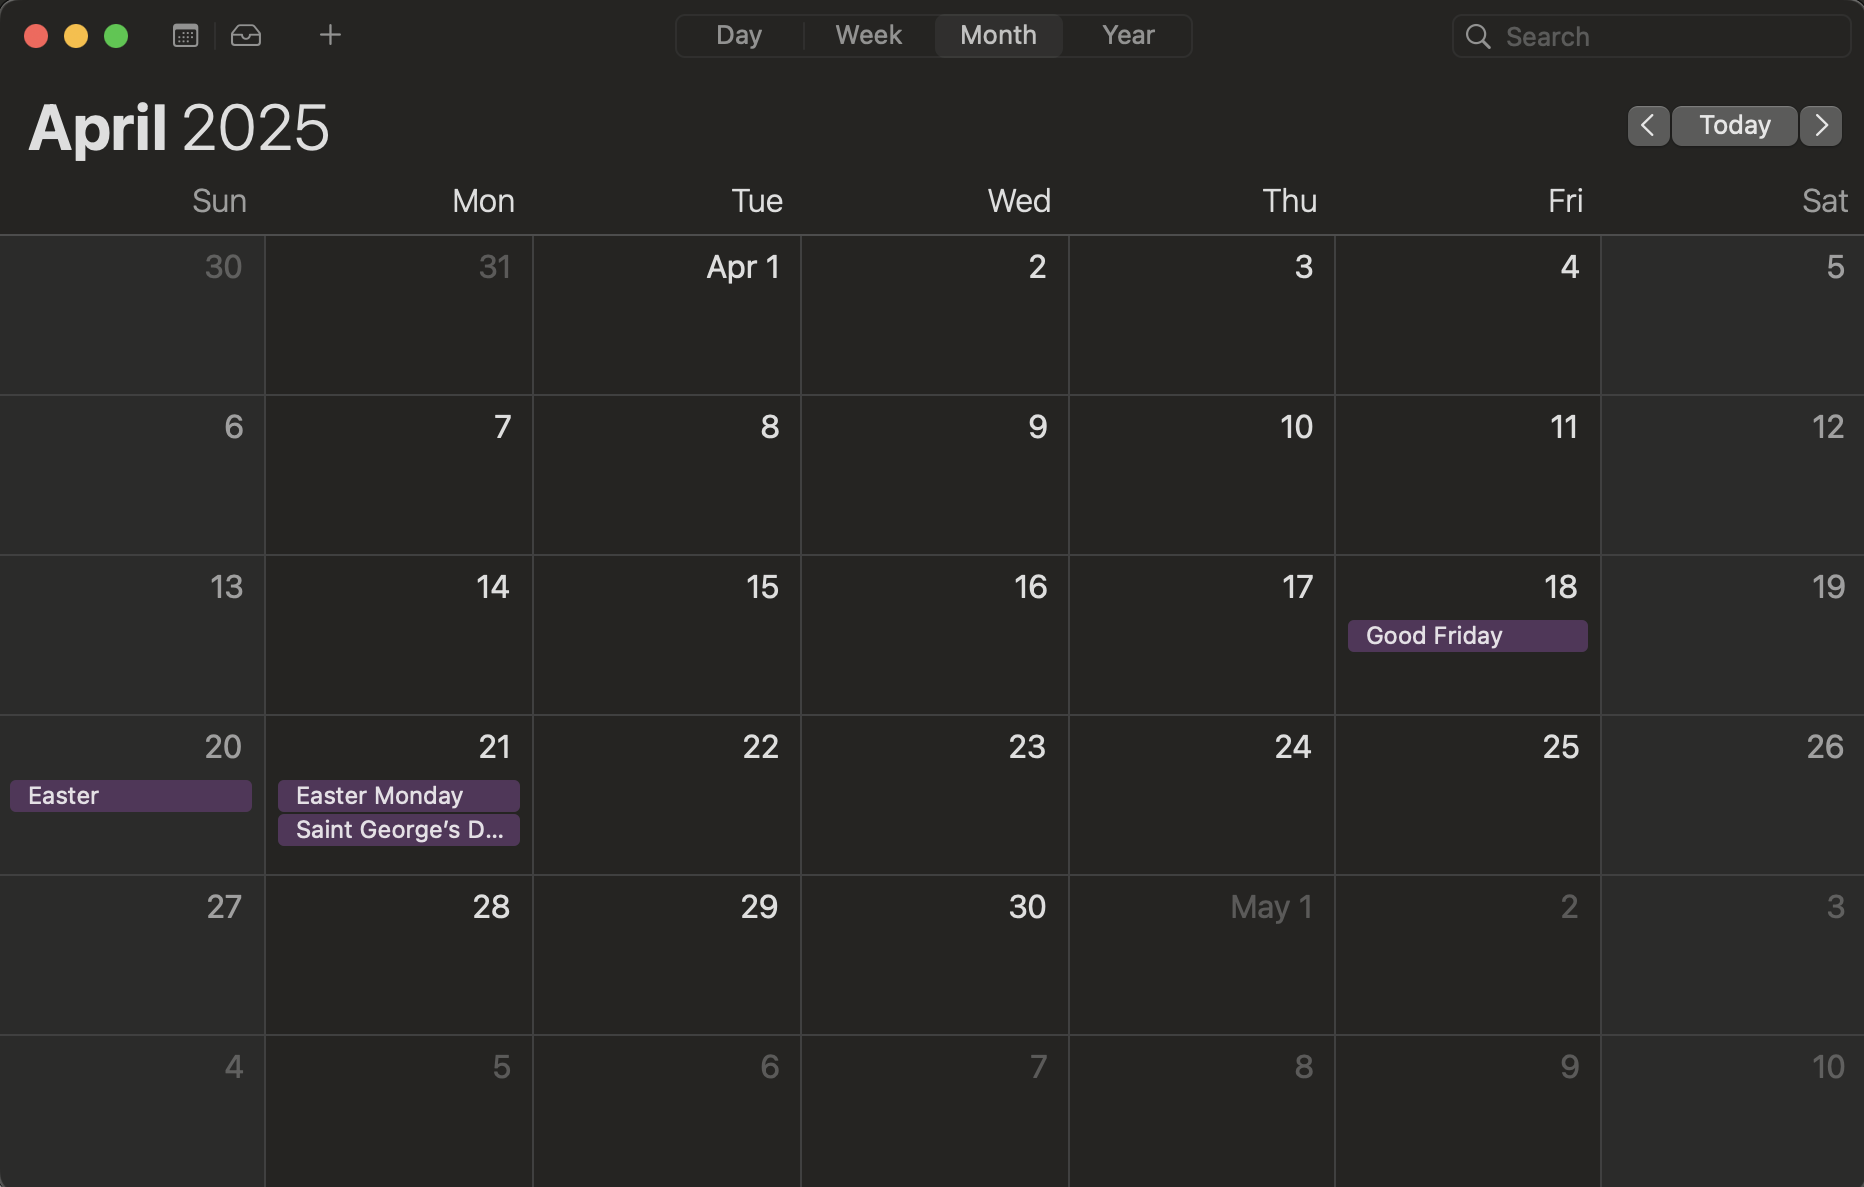 Day Week Month Year Search
April 2025
Today
Sun Mon Tue Wed Thu Fri Sat
30 31 Apr 1 2 3 4 5
6 7 8 9 10 11 12
13 14 15 16 17 18 19
Good Friday
20 21 22 23 24 25 26
Easter Easter Monday
Saint George’s D...
27 28 29 30 May 1 2 3
4 5 6 7 8 9 10